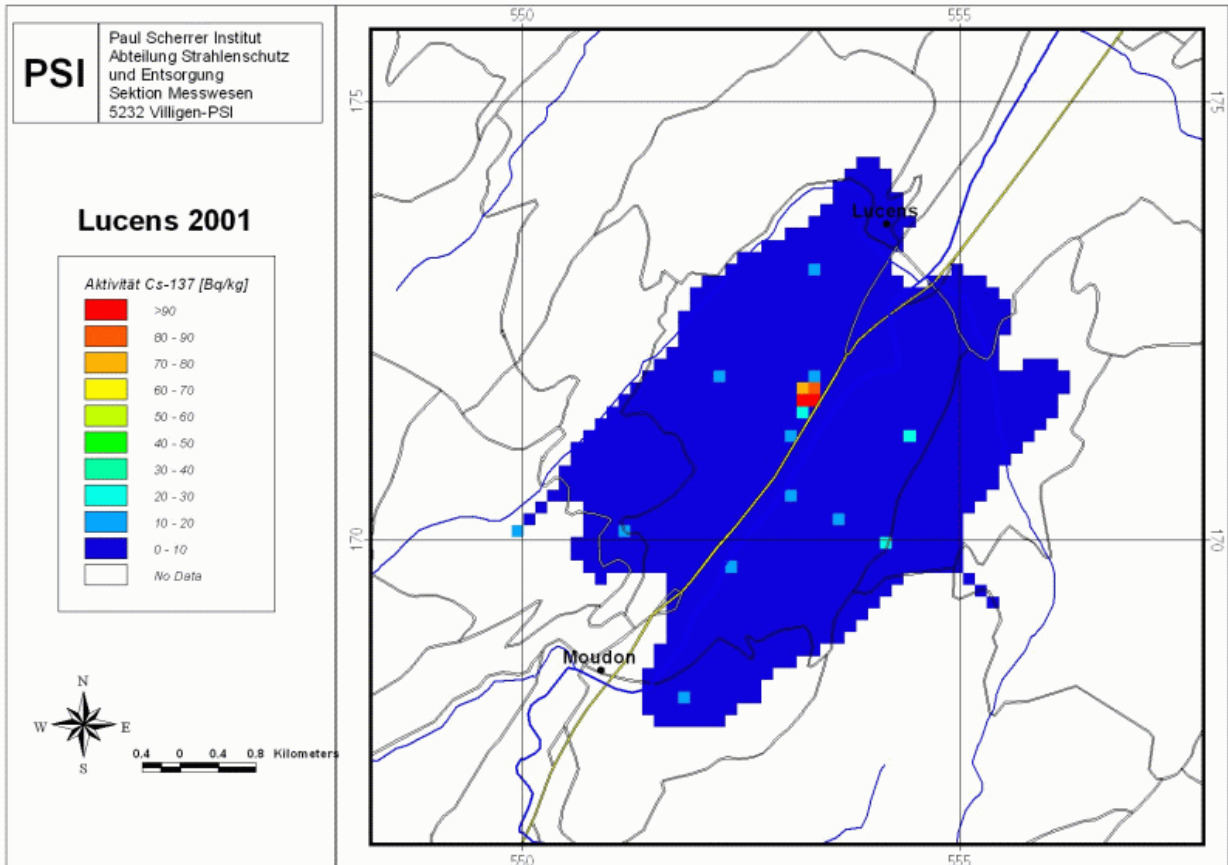 PSI
Paul Scherrer Institut
Abteilung Strahlenschutz
und Entsorgung
Sektion Messwesen
5232 Villigen-PSI
Lucens 2001
Aktivität Cs-137 [Bq/kg]
>90
80 - 90
70 - 80
60 - 70
50 - 60
40 - 50
30 - 40
20 - 30
10 - 20
0 - 10
No Data
N
W E
S
0.4 0 0.4 0.8 Kilometers
550 555
175 175
Lucens
170 170
Moudon
550 555